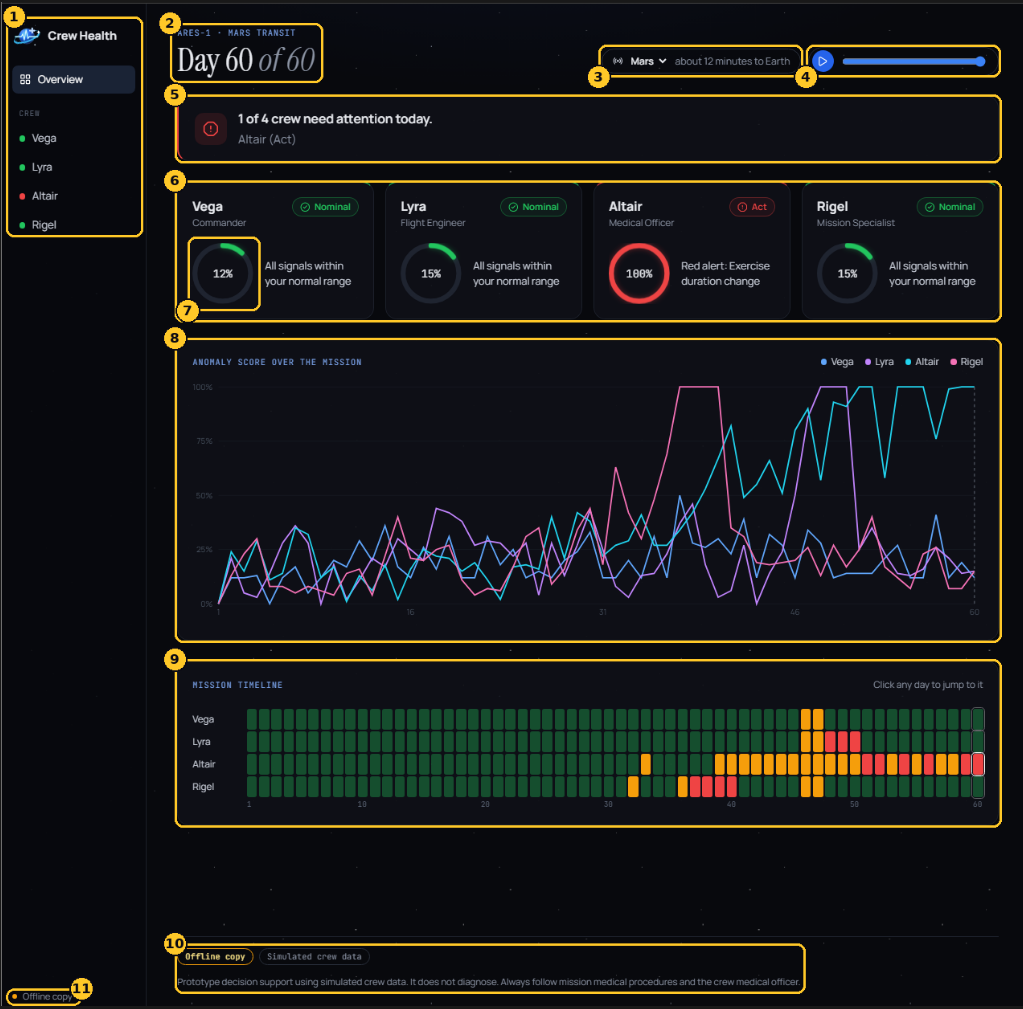 1
Crew Health
Overview
CREW
Vega
Lyra
Altair
Rigel
2
ARES-1 · MARS TRANSIT
Day 60 of 60
3
Mars about 12 minutes to Earth
4
5
1 of 4 crew need attention today.
Altair (Act)
6
Vega
Nominal
Commander
12%
All signals within
your normal range
7
Lyra
Nominal
Flight Engineer
15%
All signals within
your normal range
Altair
Act
Medical Officer
100%
Red alert: Exercise
duration change
Rigel
Nominal
Mission Specialist
15%
All signals within
your normal range
8
ANOMALY SCORE OVER THE MISSION
Vega Lyra Altair Rigel
100%
75%
50%
25%
0%
1 16 31 46 60
9
MISSION TIMELINE
Click any day to jump to it
Vega
Lyra
Altair
Rigel
1 10 20 30 40 50 60
10
Offline copy Simulated crew data
Prototype decision support using simulated crew data. It does not diagnose. Always follow mission medical procedures and the crew medical officer.
11
Offline copy